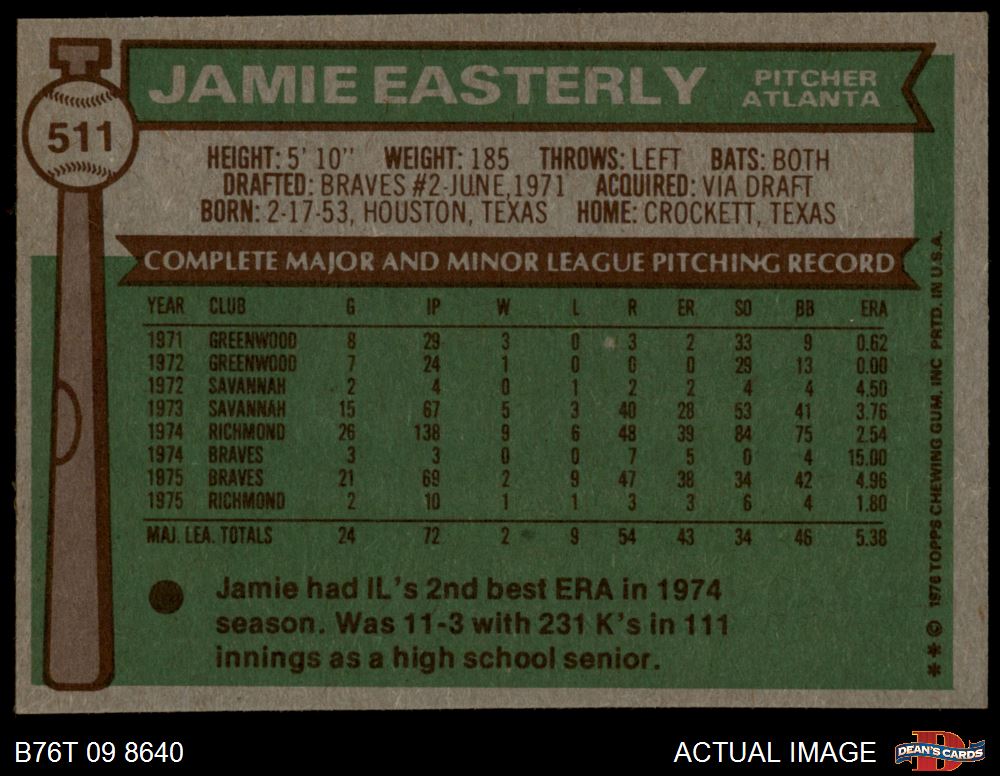 511
JAMIE EASTERLY
PITCHER
ATLANTA
HEIGHT: 5' 10" WEIGHT: 185 THROWS: LEFT BATS: BOTH
DRAFTED: BRAVES #2-JUNE,1971 ACQUIRED: VIA DRAFT
BORN: 2-17-53, HOUSTON, TEXAS HOME: CROCKETT, TEXAS
COMPLETE MAJOR AND MINOR LEAGUE PITCHING RECORD
YEAR CLUB G IP W L R ER SO BB ERA
1971 GREENWOOD 8 29 3 0 3 2 33 9 0.62
1972 GREENWOOD 7 24 1 0 0 0 29 13 0.00
1972 SAVANNAH 2 4 0 1 2 2 4 4 4.50
1973 SAVANNAH 15 67 5 3 40 28 53 41 3.76
1974 RICHMOND 26 138 9 6 48 39 84 75 2.54
1974 BRAVES 3 3 0 0 7 5 0 4 15.00
1975 BRAVES 21 69 2 9 47 38 34 42 4.96
1975 RICHMOND 2 10 1 1 3 3 6 4 1.80
MAJ. LEA. TOTALS 24 72 2 9 54 43 34 46 5.38
Jamie had IL's 2nd best ERA in 1974
season. Was 11-3 with 231 K's in 111
innings as a high school senior.
* * © 1976 TOPPS CHEWING GUM, INC PRTD. IN U.S.A.
B76T 09 8640
ACTUAL IMAGE
DEAN'S CARDS